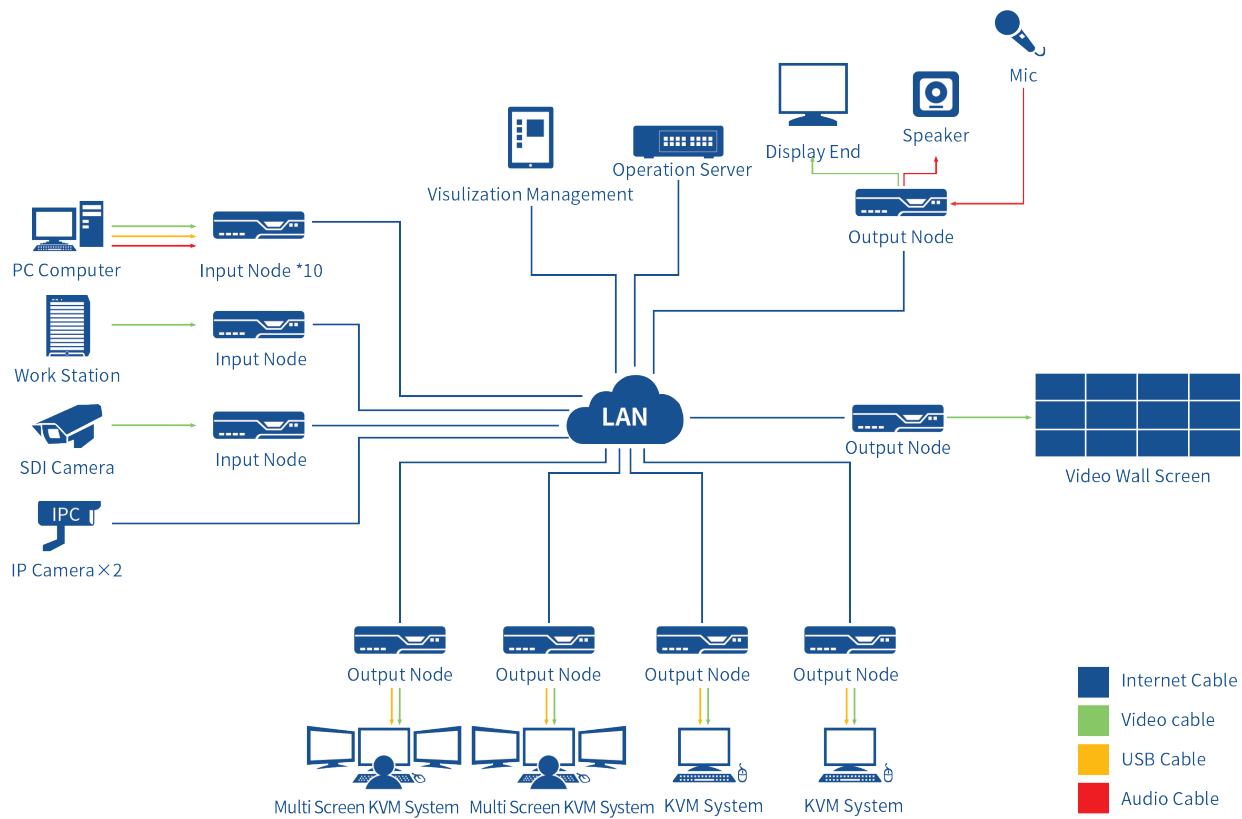 Mic
Speaker
Display End
Operation Server
Visulization Management
Output Node
PC Computer
Input Node *10
Work Station
Input Node
LAN
SDI Camera
Input Node
Output Node
Video Wall Screen
IPC
IP Camera×2
Output Node
Output Node
Output Node
Output Node
Multi Screen KVM System
Multi Screen KVM System
KVM System
KVM System
Internet Cable
Video cable
USB Cable
Audio Cable